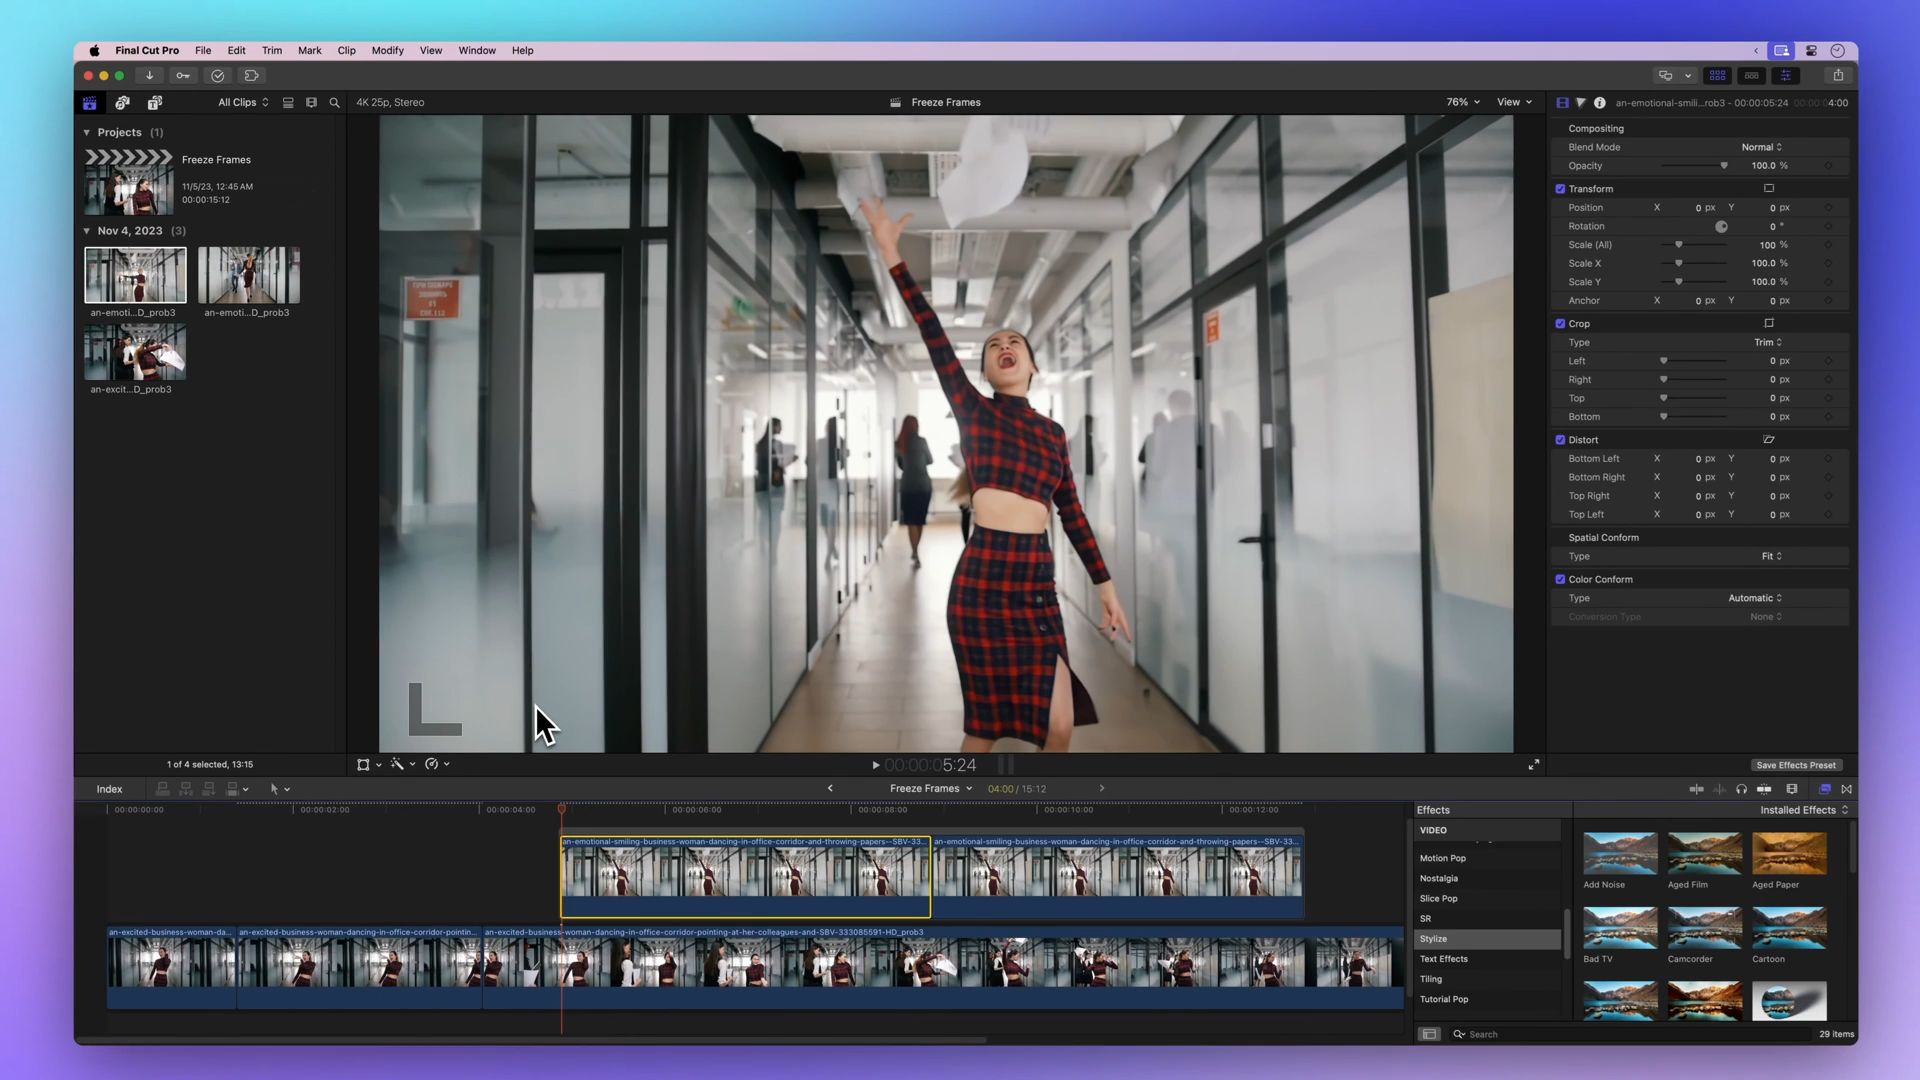 Final Cut Pro File Edit Trim Mark Clip Modify View Window Help
All Clips
4K 25p, Stereo
Freeze Frames
76%
View
an-emotional-smili...rob3 - 00:00:05:24
4:00
Projects (1)
Freeze Frames
11/5/23, 12:45 AM
00:00:15:12
Nov 4, 2023 (3)
an-emoti...D_prob3
an-emoti...D_prob3
an-excit...D_prob3
1 of 4 selected, 13:15
00:00:05:24
Compositing
Blend Mode Normal
Opacity 100.0 %
Transform
Position X 0 px Y 0 px
Rotation 0 °
Scale (All) 100 %
Scale X 100.0 %
Scale Y 100.0 %
Anchor X 0 px Y 0 px
Crop
Type Trim
Left 0 px
Right 0 px
Top 0 px
Bottom 0 px
Distort
Bottom Left X 0 px Y 0 px
Bottom Right X 0 px Y 0 px
Top Right X 0 px Y 0 px
Top Left X 0 px Y 0 px
Spatial Conform
Type Fit
Color Conform
Type Automatic
Conversion Type None
Save Effects Preset
Index
Freeze Frames
04:00 / 15:12
00:00:00:00 00:00:02:00 00:00:04:00 00:00:06:00 00:00:08:00 00:00:10:00 00:00:12:00
an-emotional-smiling-business-woman-dancing-in-office-corridor-and-throwing-papers--SBV-33...
an-emotional-smiling-business-woman-dancing-in-office-corridor-and-throwing-papers--SBV-33...
an-excited-business-woman-da...
an-excited-business-woman-dancing-in-office-corridor-pointin...
an-excited-business-woman-dancing-in-office-corridor-pointing-at-her-colleagues-and-SBV-333085591-HD_prob3
Effects
Installed Effects
VIDEO
Motion Pop
Nostalgia
Slice Pop
SR
Stylize
Text Effects
Tiling
Tutorial Pop
Add Noise
Aged Film
Aged Paper
Bad TV
Camcorder
Cartoon
Search
29 items